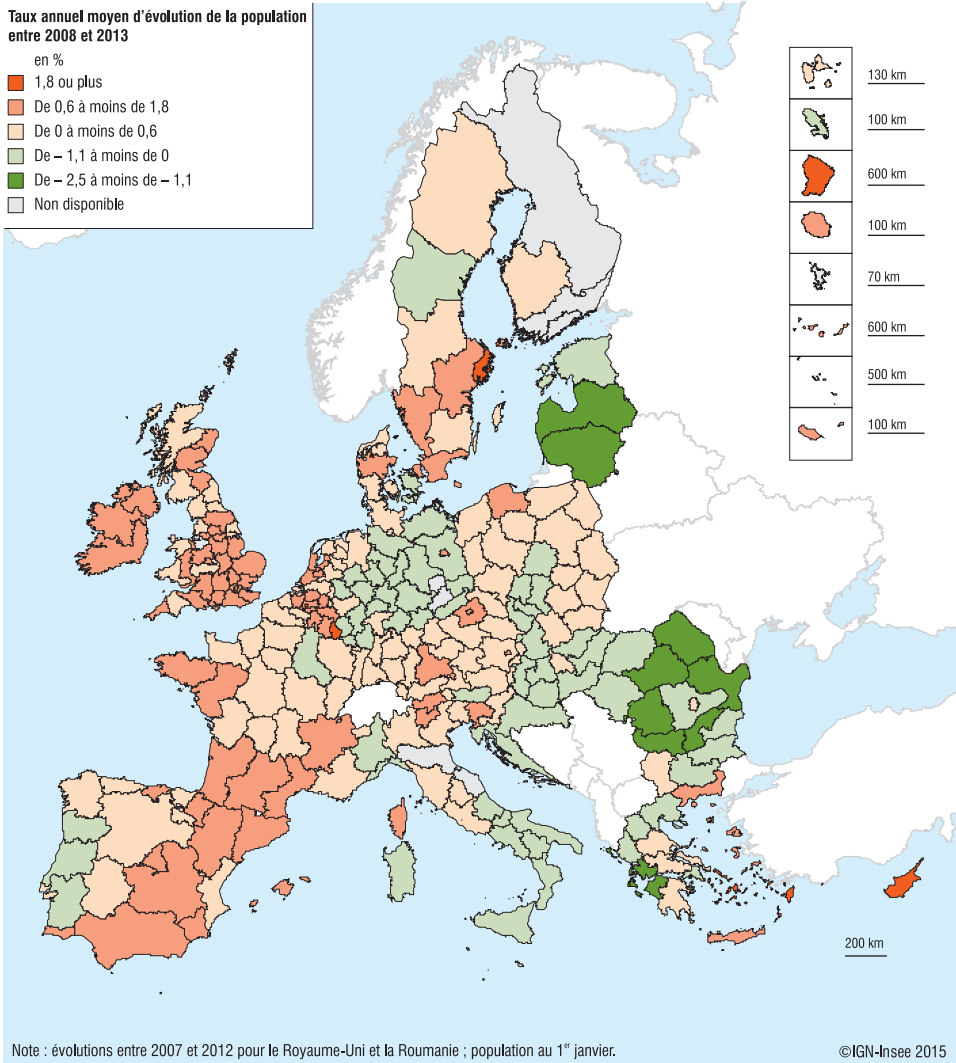 Taux annuel moyen d'évolution de la population
entre 2008 et 2013
en %
1,8 ou plus
De 0,6 à moins de 1,8
De 0 à moins de 0,6
De – 1,1 à moins de 0
De – 2,5 à moins de – 1,1
Non disponible
130 km
100 km
600 km
100 km
70 km
600 km
500 km
100 km
200 km
Note : évolutions entre 2007 et 2012 pour le Royaume-Uni et la Roumanie ; population au 1er janvier.
©IGN-Insee 2015